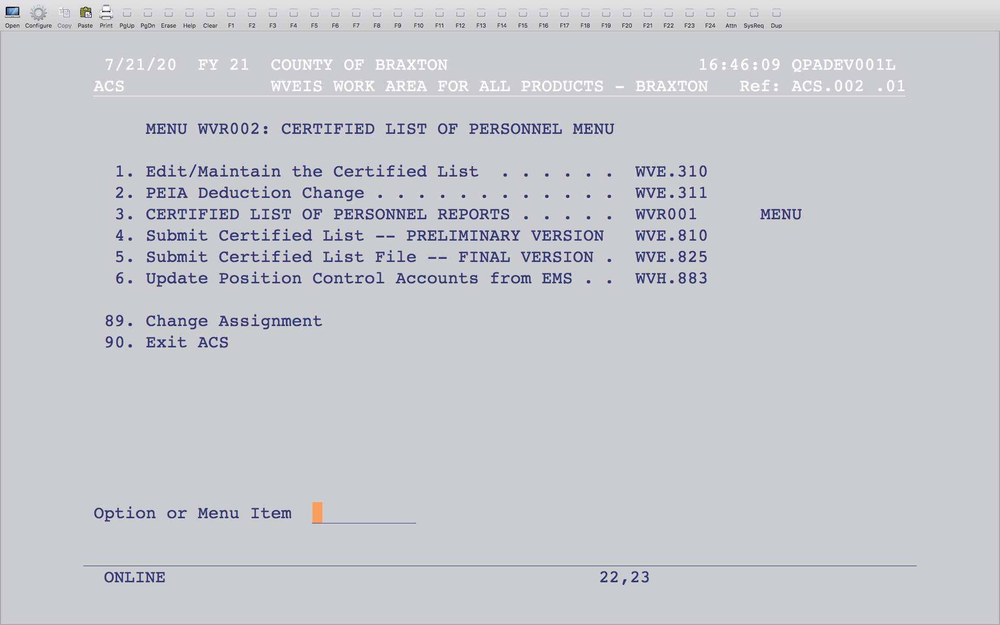 Open Configure Copy Paste Print PgUp PgDn Erase Help Clear F1 F2 F3 F4 F5 F6 F7 F8 F9 F10 F11 F12 F13 F14 F15 F16 F17 F18 F19 F20 F21 F22 F23 F24 Attn SysReq Dup
7/21/20 FY 21 COUNTY OF BRAXTON 16:46:09 QPADEV001L
ACS WVEIS WORK AREA FOR ALL PRODUCTS - BRAXTON Ref: ACS.002 .01
MENU WVR002: CERTIFIED LIST OF PERSONNEL MENU
1. Edit/Maintain the Certified List . . . . . . WVE.310
2. PEIA Deduction Change . . . . . . . . . . . . WVE.311
3. CERTIFIED LIST OF PERSONNEL REPORTS . . . . . WVR001 MENU
4. Submit Certified List -- PRELIMINARY VERSION WVE.810
5. Submit Certified List File -- FINAL VERSION . WVE.825
6. Update Position Control Accounts from EMS . . WVH.883
89. Change Assignment
90. Exit ACS
Option or Menu Item
ONLINE 22,23